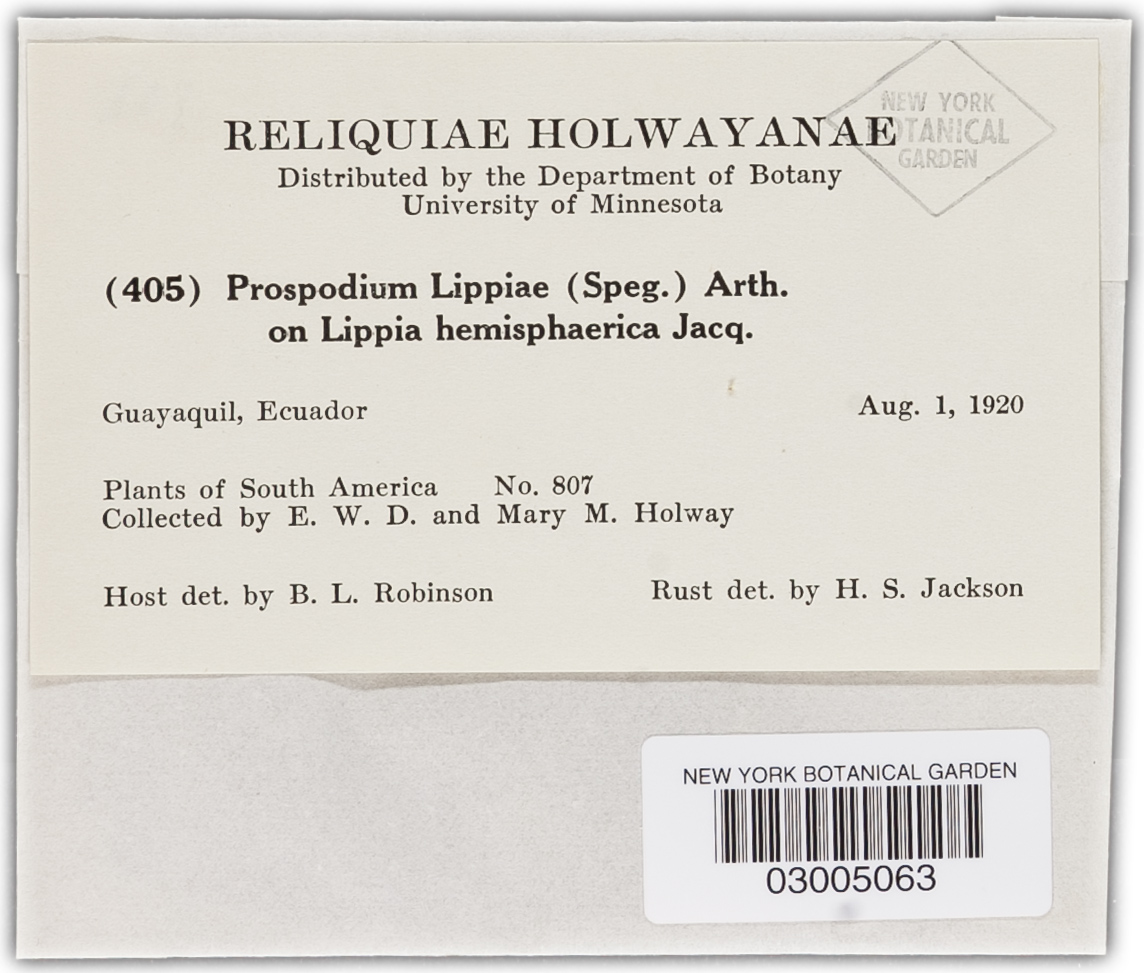 NEW YORK
BOTANICAL
GARDEN
RELIQUIAE HOLWAYANAE
Distributed by the Department of Botany
University of Minnesota
(405) Prospodium Lippiae (Speg.) Arth.
on Lippia hemisphaerica Jacq.
Guayaquil, Ecuador Aug. 1, 1920
Plants of South America No. 807
Collected by E. W. D. and Mary M. Holway
Host det. by B. L. Robinson Rust det. by H. S. Jackson
NEW YORK BOTANICAL GARDEN
03005063